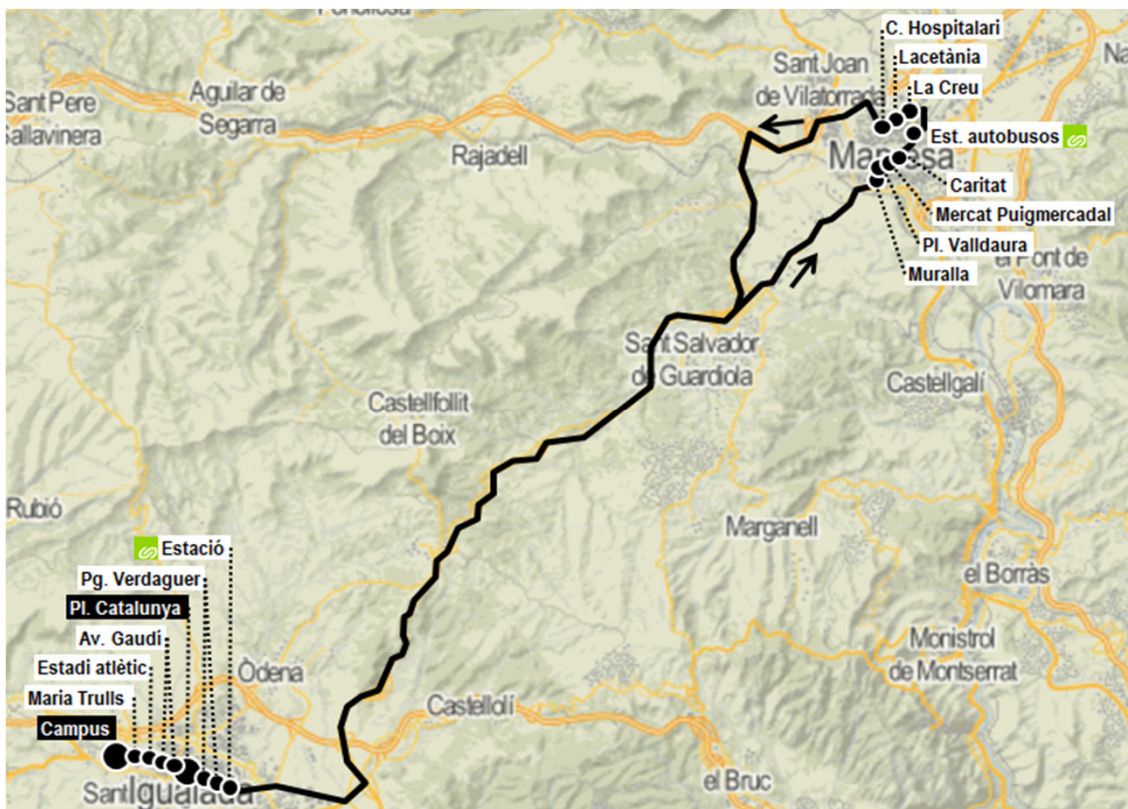 C. Hospitalari
Sant Joan
de Vilatorrada
Lacetània
La Creu
Aguilar de
Segarra
Sant Pere
Sallavinera
Rajadell
Est. autobusos
Caritat
Mercat Puigmercadal
Pl. Valldaura
Muralla
el Pont de
Vilomara
Sant Salvador
de Guardiola
Castellgalí
Castellfollit
del Boix
Rubió
Marganell
Estació
Pg. Verdaguer
Pl. Catalunya
Av. Gaudí
Estadi atlètic
Maria Trulls
Campus
Òdena
el Borràs
Monistrol
de Montserrat
Castellolí
Sant
Igualada
el Bruc